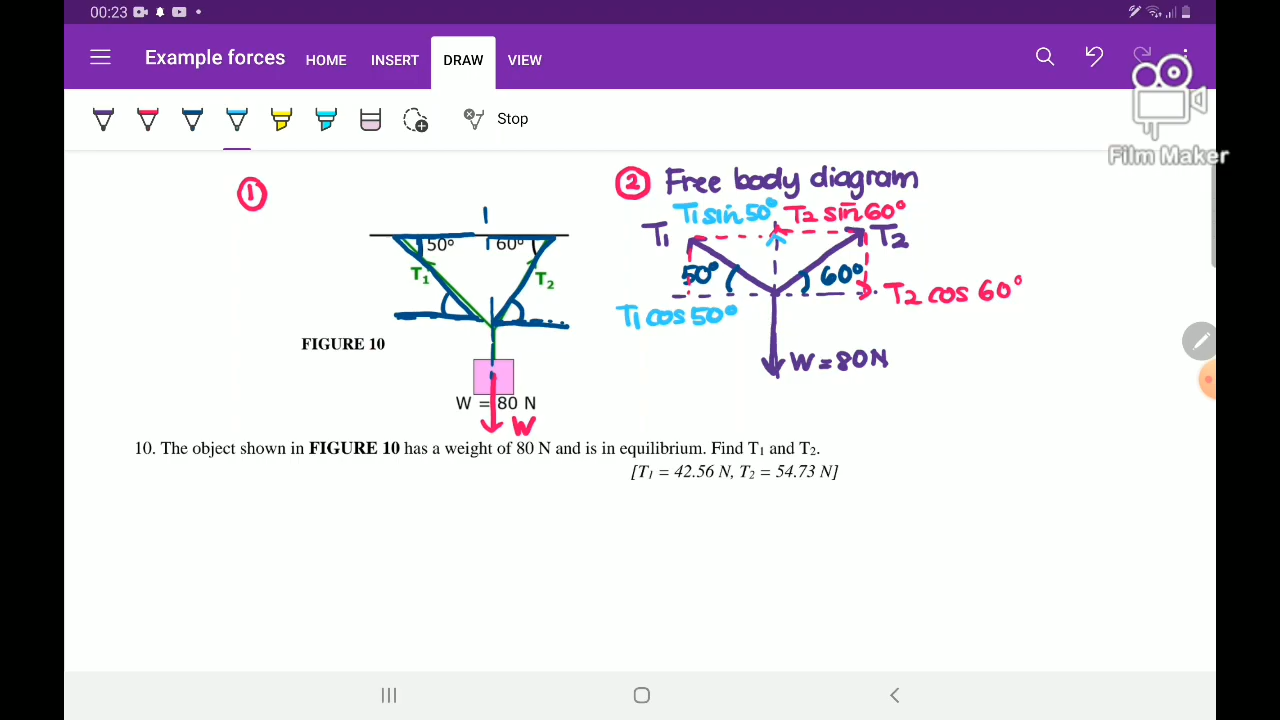 00:23
Example forces HOME INSERT DRAW VIEW
Stop
Film Maker
1
2 Free body diagram
T1 sin 50° T2 sin 60°
T1 T2
50° 60°
T1 T2
50° 60°
T2 cos 60°
T1 cos 50°
FIGURE 10
W = 80 N
W = 80 N
W
10. The object shown in FIGURE 10 has a weight of 80 N and is in equilibrium. Find T1 and T2.
[T1 = 42.56 N, T2 = 54.73 N]